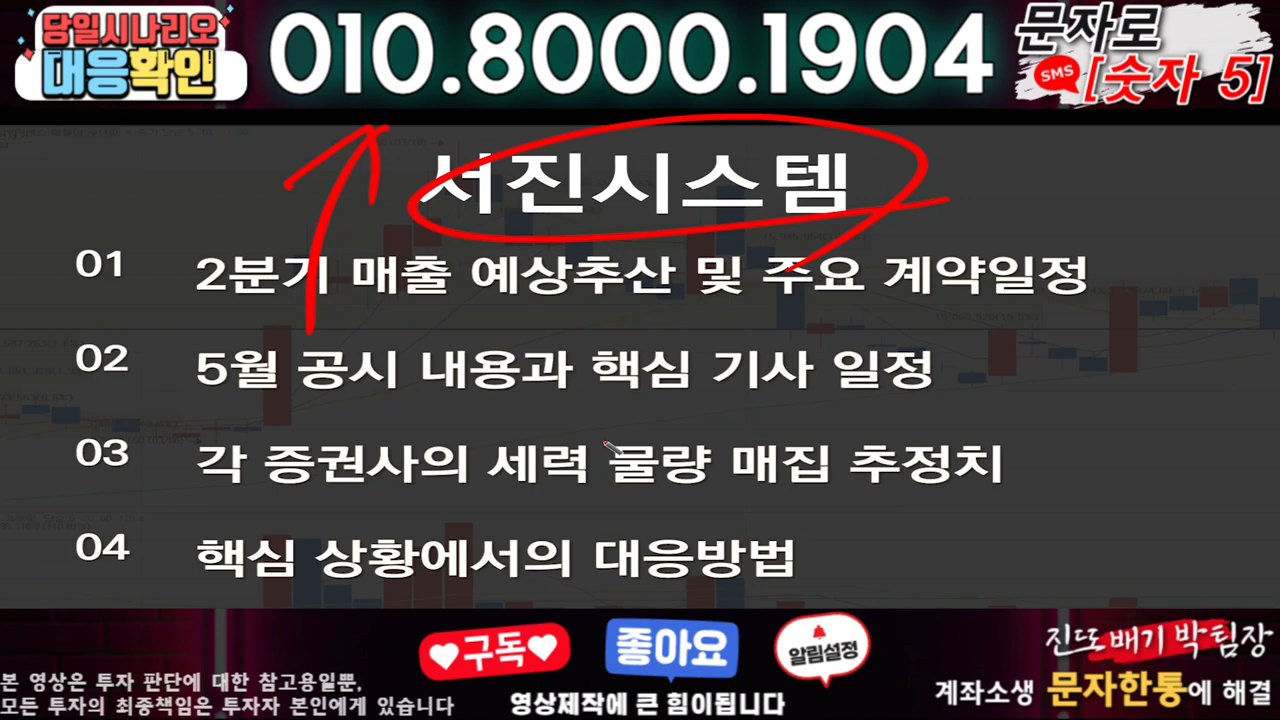 당일시나리오
대응확인
010.8000.1904
문자로
SMS
[숫자 5]
서진시스템
01 2분기 매출 예상추산 및 주요 계약일정
02 5월 공시 내용과 핵심 기사 일정
03 각 증권사의 세력 물량 매집 추정치
04 핵심 상황에서의 대응방법
구독
좋아요
알림설정
영상제작에 큰 힘이됩니다
본 영상은 투자 판단에 대한 참고용일뿐,
모든 투자의 최종책임은 투자자 본인에게 있습니다
진또배기 박팀장
계좌소생 문자한통에 해결